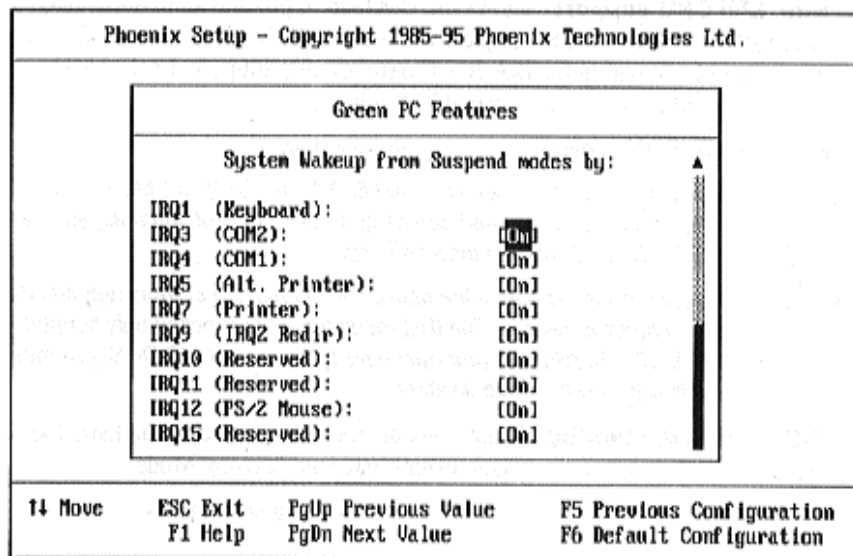 Phoenix Setup - Copyright 1985-95 Phoenix Technologies Ltd.
Green PC Features
System Wakeup from Suspend modes by:
IRQ1 (Keyboard):
IRQ3 (COM2): [On]
IRQ4 (COM1): [On]
IRQ5 (Alt. Printer): [On]
IRQ7 (Printer): [On]
IRQ9 (IRQ2 Redir): [On]
IRQ10 (Reserved): [On]
IRQ11 (Reserved): [On]
IRQ12 (PS/2 Mouse): [On]
IRQ15 (Reserved): [On]
↑↓ Move ESC Exit PgUp Previous Value F5 Previous Configuration
F1 Help PgDn Next Value F6 Default Configuration